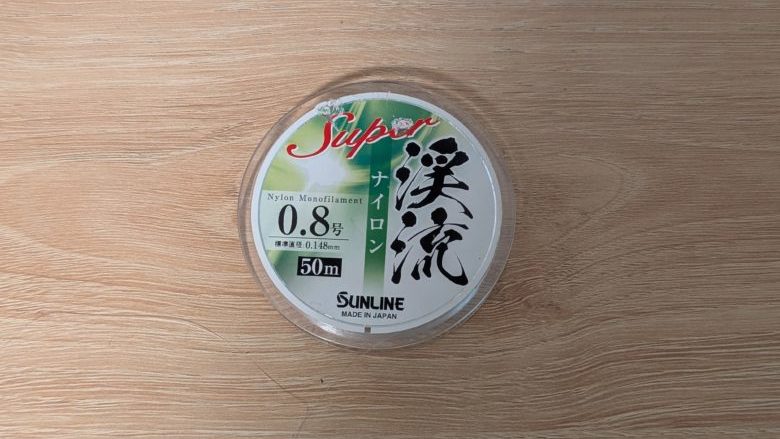 Super
渓流
ナイロン
Nylon Monofilament
0.8号
標準直径:0.148mm
50m
SUNLINE
MADE IN JAPAN